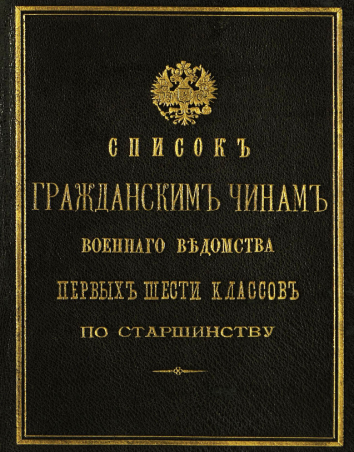 СПИСОКЪ
ГРАЖДАНСКИМЪ ЧИНАМЪ
ВОЕННАГО ВѢДОМСТВА
ПЕРВЫХЪ ШЕСТИ КЛАССОВЪ
ПО СТАРШИНСТВУ